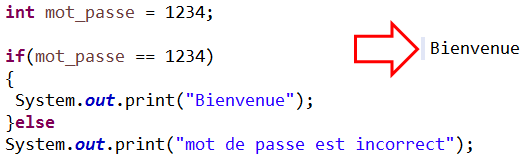 int mot_passe = 1234;
if(mot_passe == 1234)
{
System.out.print("Bienvenue");
}else
System.out.print("mot de passe est incorrect");
Bienvenue